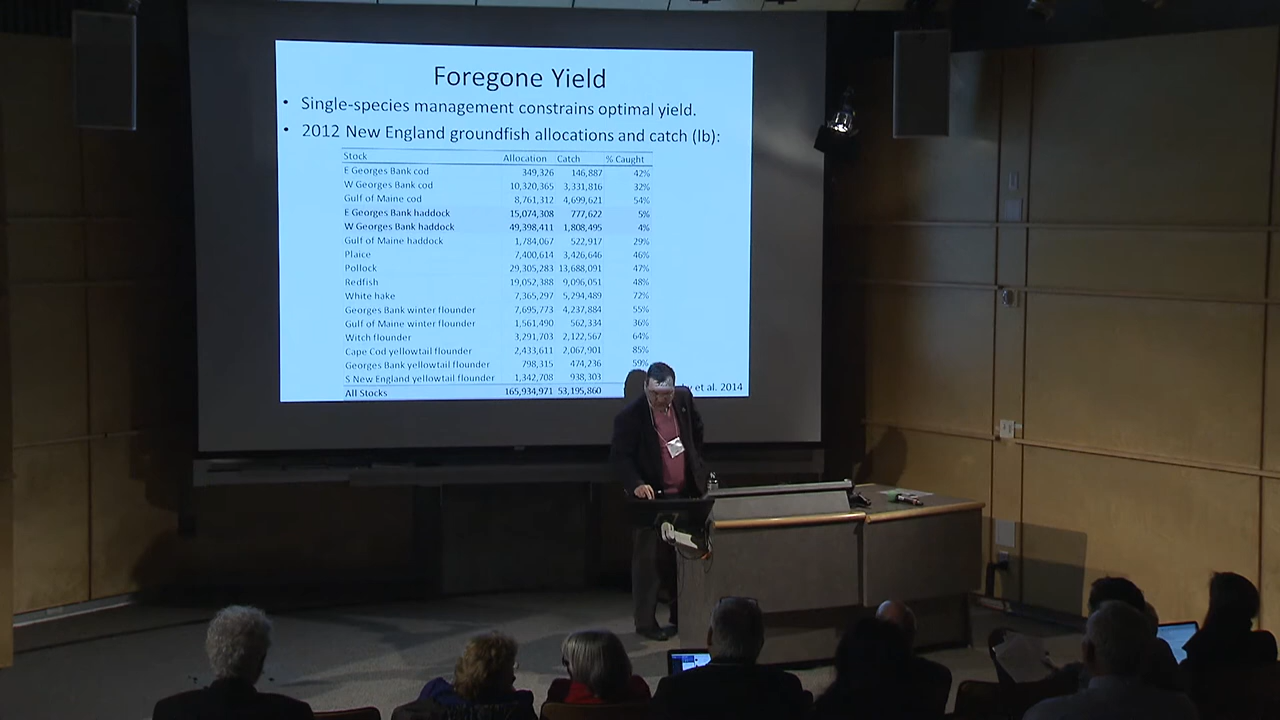 Foregone Yield
• Single-species management constrains optimal yield.
• 2012 New England groundfish allocations and catch (lb):
Stock Allocation Catch % Caught
E Georges Bank cod 349,326 146,887 42%
W Georges Bank cod 10,320,365 3,331,816 32%
Gulf of Maine cod 8,761,312 4,699,621 54%
E Georges Bank haddock 15,074,308 777,622 5%
W Georges Bank haddock 49,398,411 1,808,495 4%
Gulf of Maine haddock 1,784,067 522,917 29%
Plaice 7,400,614 3,426,646 46%
Pollock 29,305,283 13,688,091 47%
Redfish 19,052,388 9,096,051 48%
White hake 7,365,297 5,294,489 72%
Georges Bank winter flounder 7,695,773 4,237,884 55%
Gulf of Maine winter flounder 1,561,490 562,334 36%
Witch flounder 3,291,703 2,122,567 64%
Cape Cod yellowtail flounder 2,433,611 2,067,901 85%
Georges Bank yellowtail flounder 798,315 474,236 59%
S New England yellowtail flounder 1,342,708 938,303
All Stocks 165,934,971 53,195,860
et al. 2014